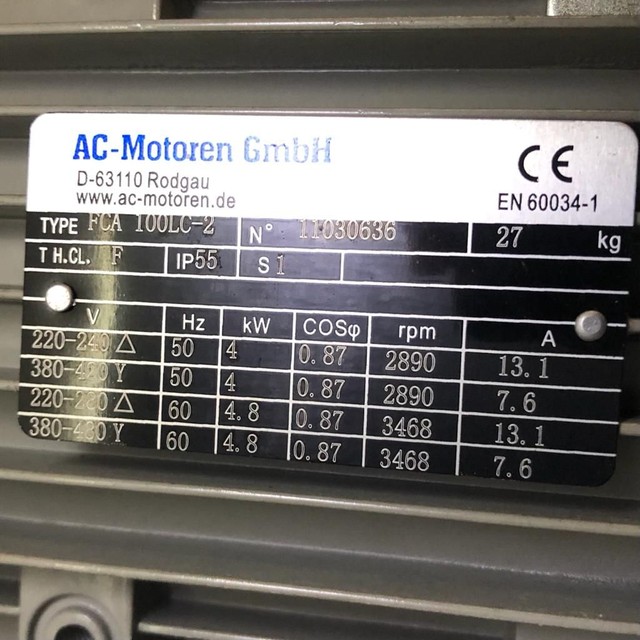 AC-Motoren GmbH
D-63110 Rodgau
www.ac-motoren.de
CE
EN 60034-1
TYPE FCA 100LC-2 N° 11030636 27 kg
TH.CL. F IP55 S1
V Hz kW COSφ rpm A
220-240 Δ 50 4 0.87 2890 13.1
380-420 Y 50 4 0.87 2890 7.6
220-280 Δ 60 4.8 0.87 3468 13.1
380-480 Y 60 4.8 0.87 3468 7.6